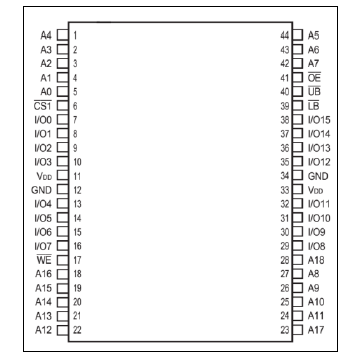 A4 1 44 A5
A3 2 43 A6
A2 3 42 A7
A1 4 41 OE
A0 5 40 UB
CS1 6 39 LB
I/O0 7 38 I/O15
I/O1 8 37 I/O14
I/O2 9 36 I/O13
I/O3 10 35 I/O12
VDD 11 34 GND
GND 12 33 VDD
I/O4 13 32 I/O11
I/O5 14 31 I/O10
I/O6 15 30 I/O9
I/O7 16 29 I/O8
WE 17 28 A18
A16 18 27 A8
A15 19 26 A9
A14 20 25 A10
A13 21 24 A11
A12 22 23 A17